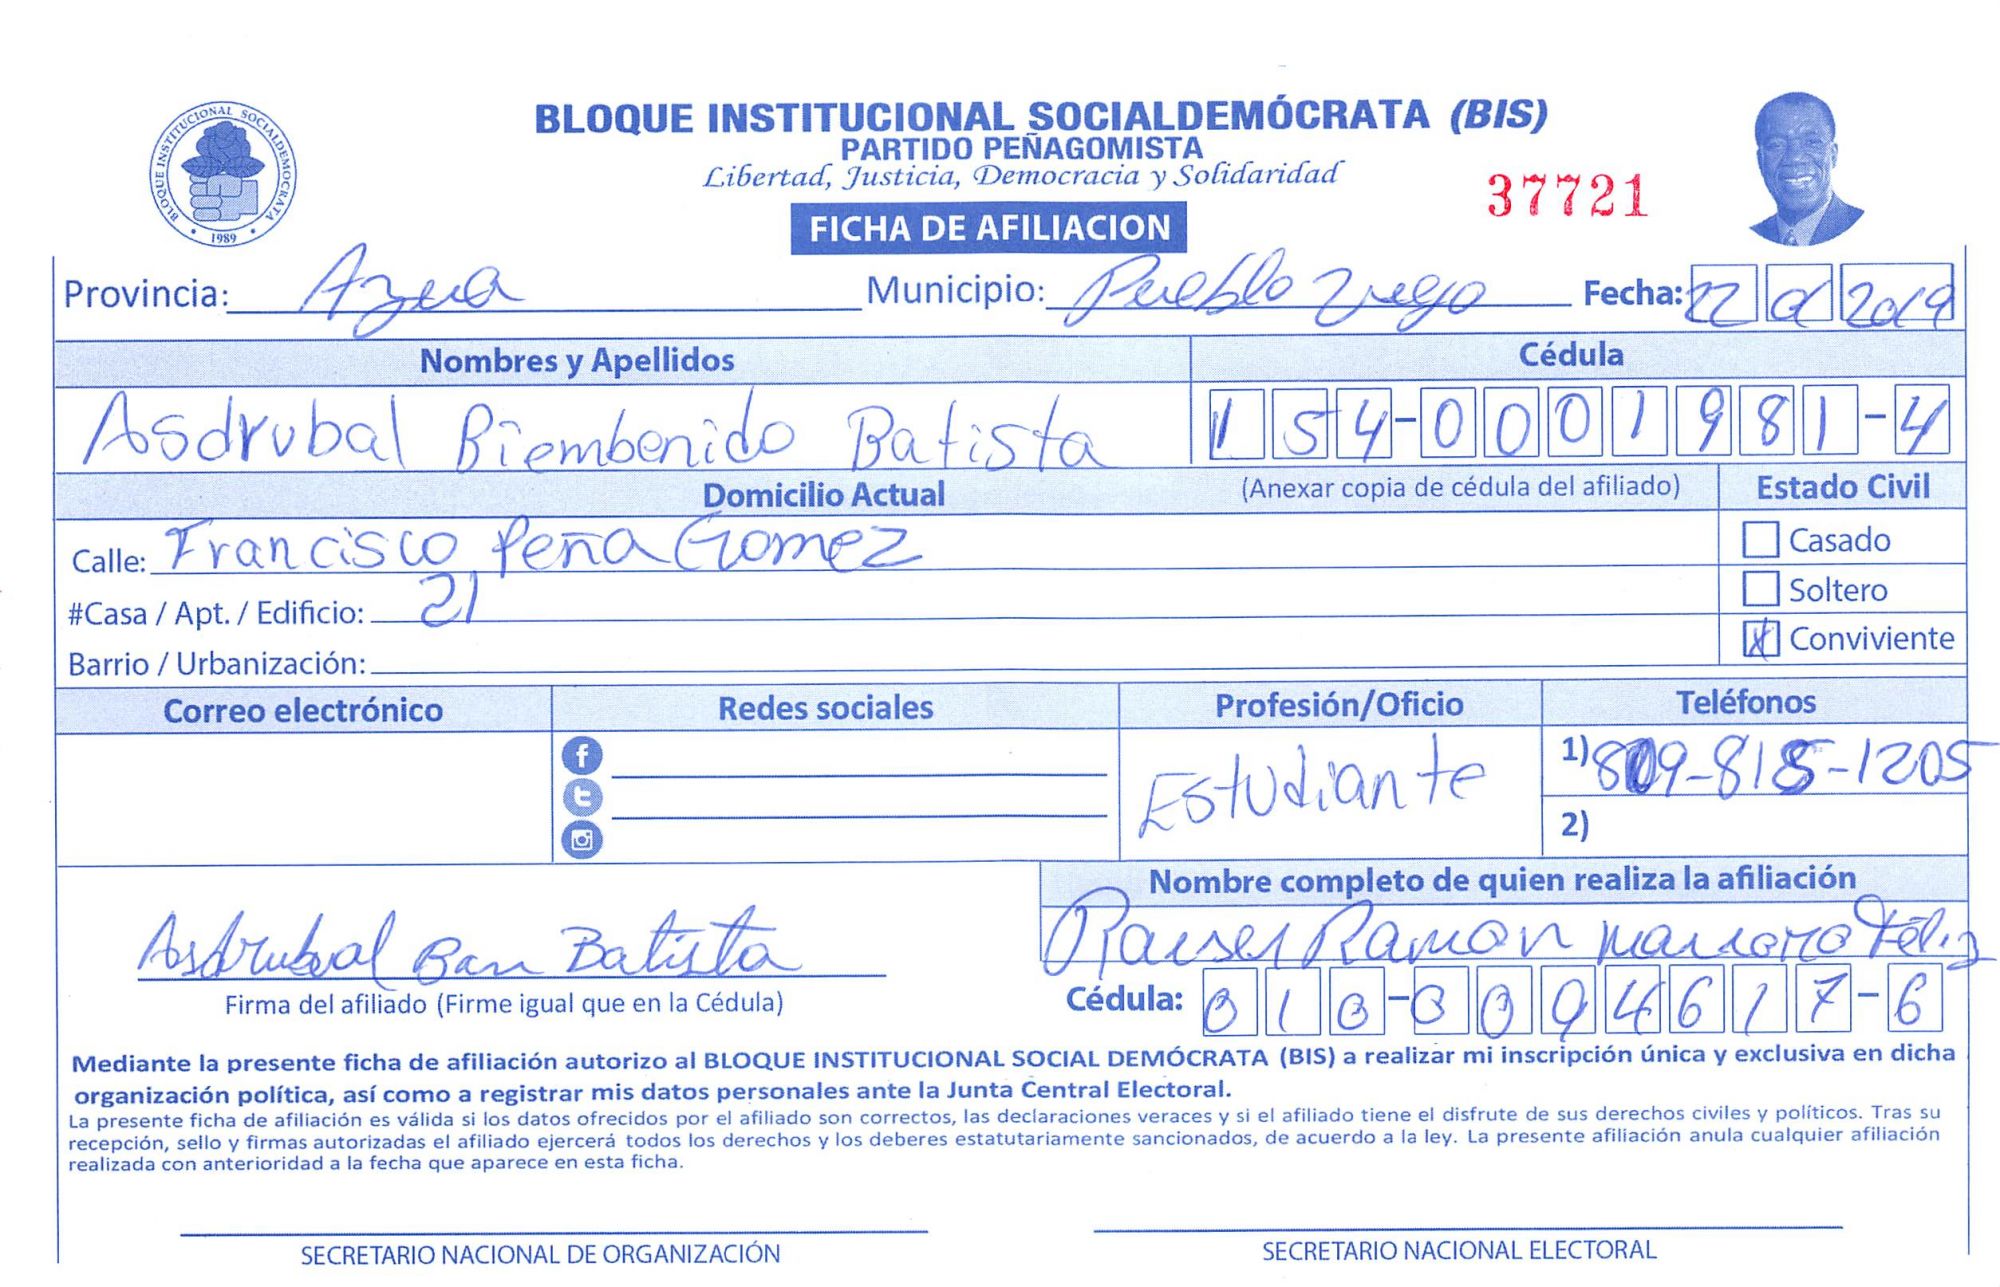 BLOQUE INSTITUCIONAL SOCIALDEMOCRATA
1989
BLOQUE INSTITUCIONAL SOCIALDEMÓCRATA (BIS)
PARTIDO PEÑAGOMISTA
Libertad, Justicia, Democracia y Solidaridad
37721
FICHA DE AFILIACION
Provincia: Azua Municipio: Pueblo Viejo Fecha: 22 2019
Nombres y Apellidos Cédula
Asdrubal Biembenido Batista 154-0001981-4
Domicilio Actual (Anexar copia de cédula del afiliado) Estado Civil
Calle: Francisco Peña Gomez Casado
#Casa / Apt. / Edificio: 21 Soltero
Barrio / Urbanización: X Conviviente
Correo electrónico Redes sociales Profesión/Oficio Teléfonos
Estudiante 1) 809-818-1205
2)
Nombre completo de quien realiza la afiliación
Asdrubal Ban Batista Ramon Mariano Féliz
Firma del afiliado (Firme igual que en la Cédula) Cédula: 010-0094617-6
Mediante la presente ficha de afiliación autorizo al BLOQUE INSTITUCIONAL SOCIAL DEMÓCRATA (BIS) a realizar mi inscripción única y exclusiva en dicha
organización política, así como a registrar mis datos personales ante la Junta Central Electoral.
La presente ficha de afiliación es válida si los datos ofrecidos por el afiliado son correctos, las declaraciones veraces y si el afiliado tiene el disfrute de sus derechos civiles y políticos. Tras su
recepción, sello y firmas autorizadas el afiliado ejercerá todos los derechos y los deberes estatutariamente sancionados, de acuerdo a la ley. La presente afiliación anula cualquier afiliación
realizada con anterioridad a la fecha que aparece en esta ficha.
SECRETARIO NACIONAL DE ORGANIZACIÓN SECRETARIO NACIONAL ELECTORAL